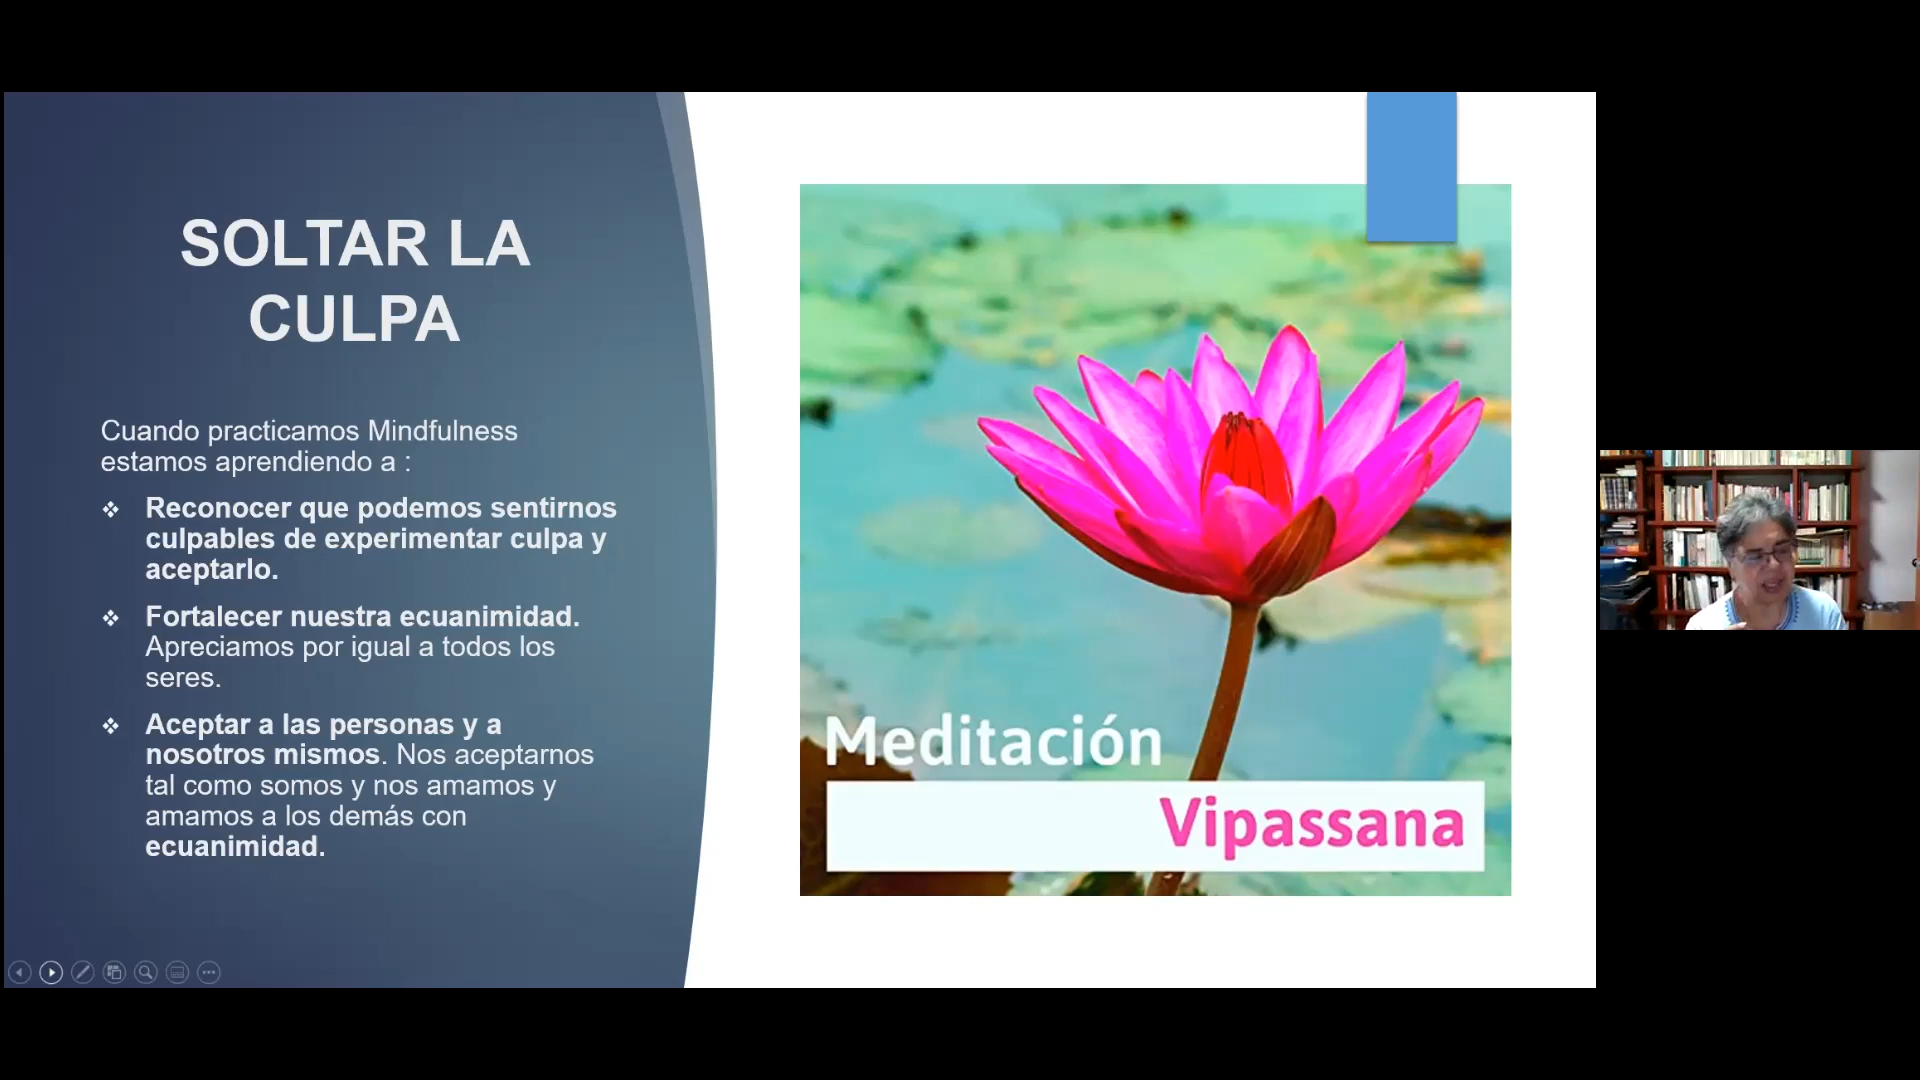 SOLTAR LA
CULPA
Cuando practicamos Mindfulness
estamos aprendiendo a :
❖ Reconocer que podemos sentirnos
culpables de experimentar culpa y
aceptarlo.
❖ Fortalecer nuestra ecuanimidad.
Apreciamos por igual a todos los
seres.
❖ Aceptar a las personas y a
nosotros mismos. Nos aceptarnos
tal como somos y nos amamos y
amamos a los demás con
ecuanimidad.
Meditación
Vipassana